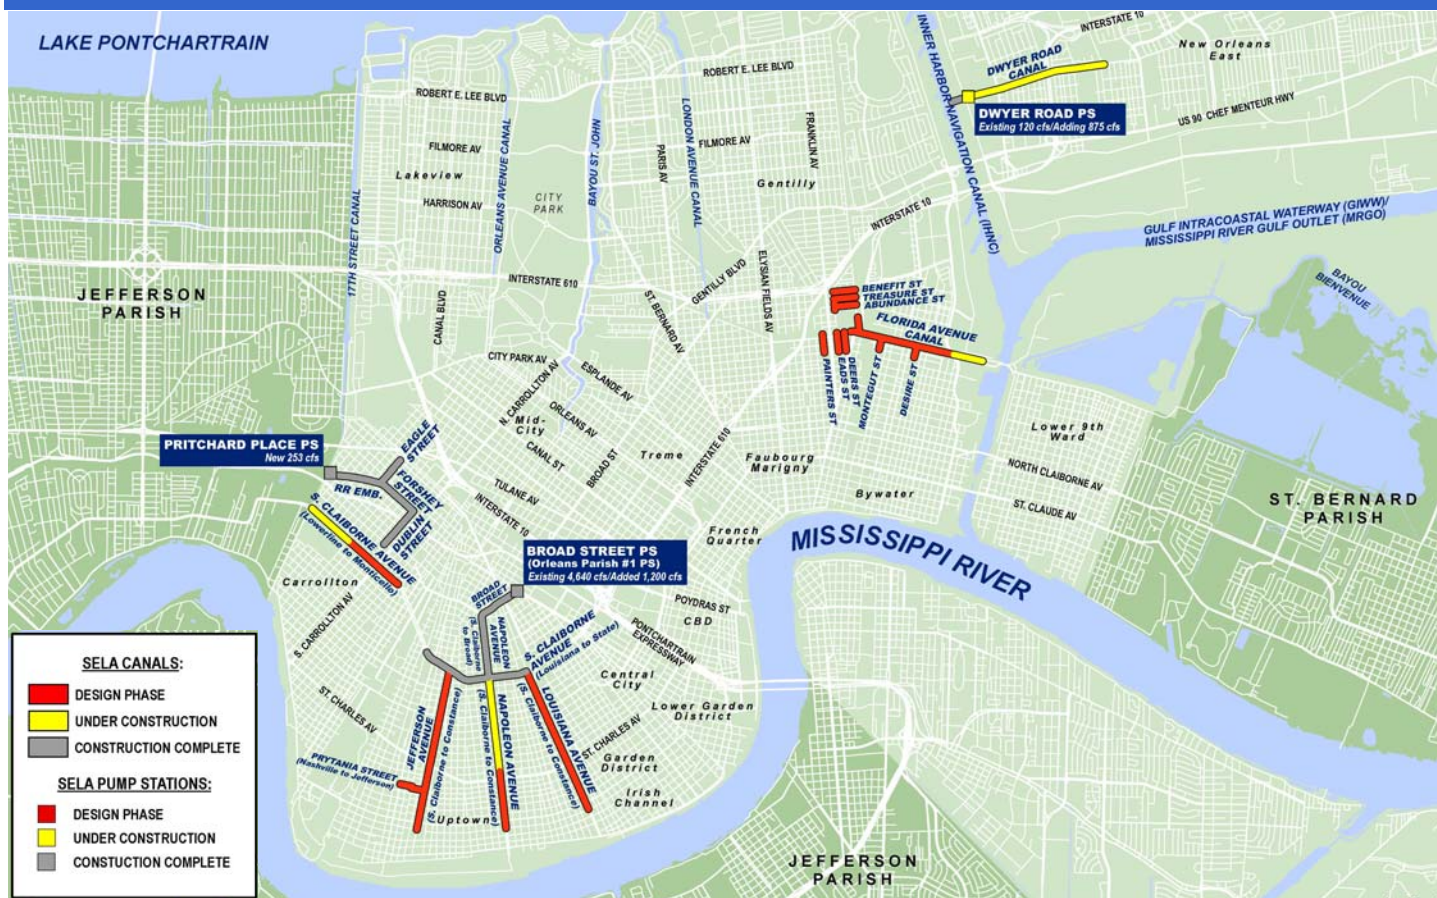 LAKE PONTCHARTRAIN
INTERSTATE 10
New Orleans
East
DWYER ROAD
CANAL
INNER HARBOR NAVIGATION CANAL (IHNC)
ROBERT E. LEE BLVD
ROBERT E. LEE BLVD
US 90 CHEF MENTEUR HWY
DWYER ROAD PS
Existing 120 cfs/Adding 875 cfs
LONDON AVENUE CANAL
FRANKLIN AV
BAYOU ST. JOHN
ORLEANS AVENUE CANAL
FILMORE AV
FILMORE AV
PARIS AV
Lakeview
Gentilly
CITY
PARK
HARRISON AV
17TH STREET CANAL
INTERSTATE 10
GULF INTRACOASTAL WATERWAY (GIWW)/
MISSISSIPPI RIVER GULF OUTLET (MRGO)
BAYOU
BIENVENUE
JEFFERSON
PARISH
INTERSTATE 610
CANAL BLVD
ST. BERNARD AV
GENTILLY BLVD
ELYSIAN FIELDS AV
BENEFIT ST
TREASURE ST
ABUNDANCE ST
FLORIDA AVENUE
CANAL
PAINTERS ST
EADS ST
DEERS ST
MONTEGUT ST
DESIRE ST
CITY PARK AV
N. CARROLLTON AV
ESPLANDE AV
ORLEANS AV
Mid-
City
CANAL ST
BROAD ST
Treme
INTERSTATE 610
Faubourg
Marigny
Lower 9th
Ward
NORTH CLAIBORNE AV
ST. CLAUDE AV
Bywater
ST. BERNARD
PARISH
PRITCHARD PLACE PS
New 253 cfs
EAGLE
STREET
RR EMB.
FORSHEY
STREET
DUBLIN
STREET
S. CLAIBORNE AVENUE
(Lowerline to Monticello)
TULANE AV
INTERSTATE 10
French
Quarter
MISSISSIPPI RIVER
BROAD STREET PS
(Orleans Parish #1 PS)
Existing 4,640 cfs/Added 1,200 cfs
Carrollton
S. CARROLLTON AV
BROAD
STREET
NAPOLEON
AVENUE
(S. Claiborne
to Broad)
S. CLAIBORNE
AVENUE
(Louisiana to State)
POYDRAS ST
CBD
PONTCHARTRAIN
EXPRESSWAY
Central
City
Lower Garden
District
ST. CHARLES AV
ST. CHARLES AV
Garden
District
Irish
Channel
JEFFERSON
AVENUE
(S. Claiborne to Constance)
NAPOLEON AVENUE
(S. Claiborne to Constance)
LOUISIANA AVENUE
(S. Claiborne to Constance)
PRYTANIA STREET
(Nashville to Jefferson)
Uptown
JEFFERSON
PARISH
SELA CANALS:
DESIGN PHASE
UNDER CONSTRUCTION
CONSTRUCTION COMPLETE
SELA PUMP STATIONS:
DESIGN PHASE
UNDER CONSTRUCTION
CONSTUCTION COMPLETE